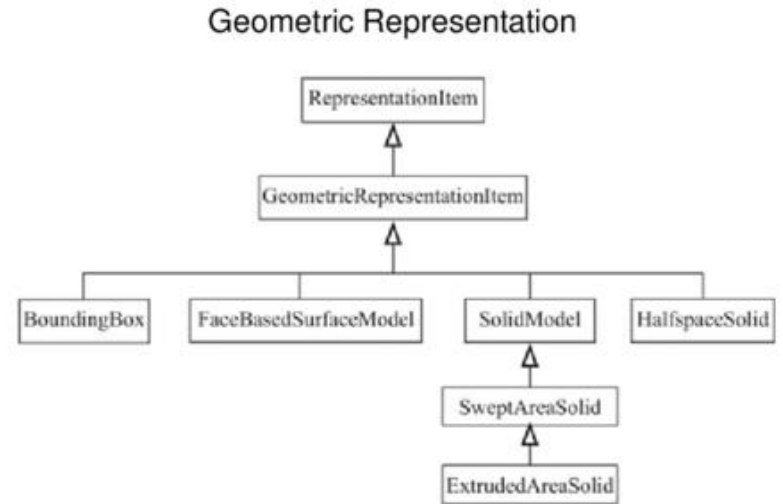 Geometric Representation
RepresentationItem
GeometricRepresentationItem
BoundingBox
FaceBasedSurfaceModel
SolidModel
HalfspaceSolid
SweptAreaSolid
ExtrudedAreaSolid